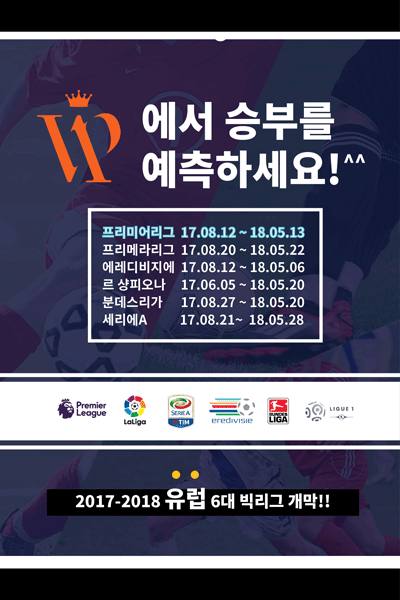 VIP
에서 승부를
예측하세요!^^
프리미어리그 17.08.12 ~ 18.05.13
프리메라리그 17.08.20 ~ 18.05.22
에레디비지에 17.08.12 ~ 18.05.06
르 샹피오나 17.06.05 ~ 18.05.20
분데스리가 17.08.27 ~ 18.05.20
세리에A 17.08.21~ 18.05.28
Premier League
LaLiga
SERIE A TIM
eredivisie
BUNDESLIGA
LIGUE 1
2017-2018 유럽 6대 빅리그 개막!!